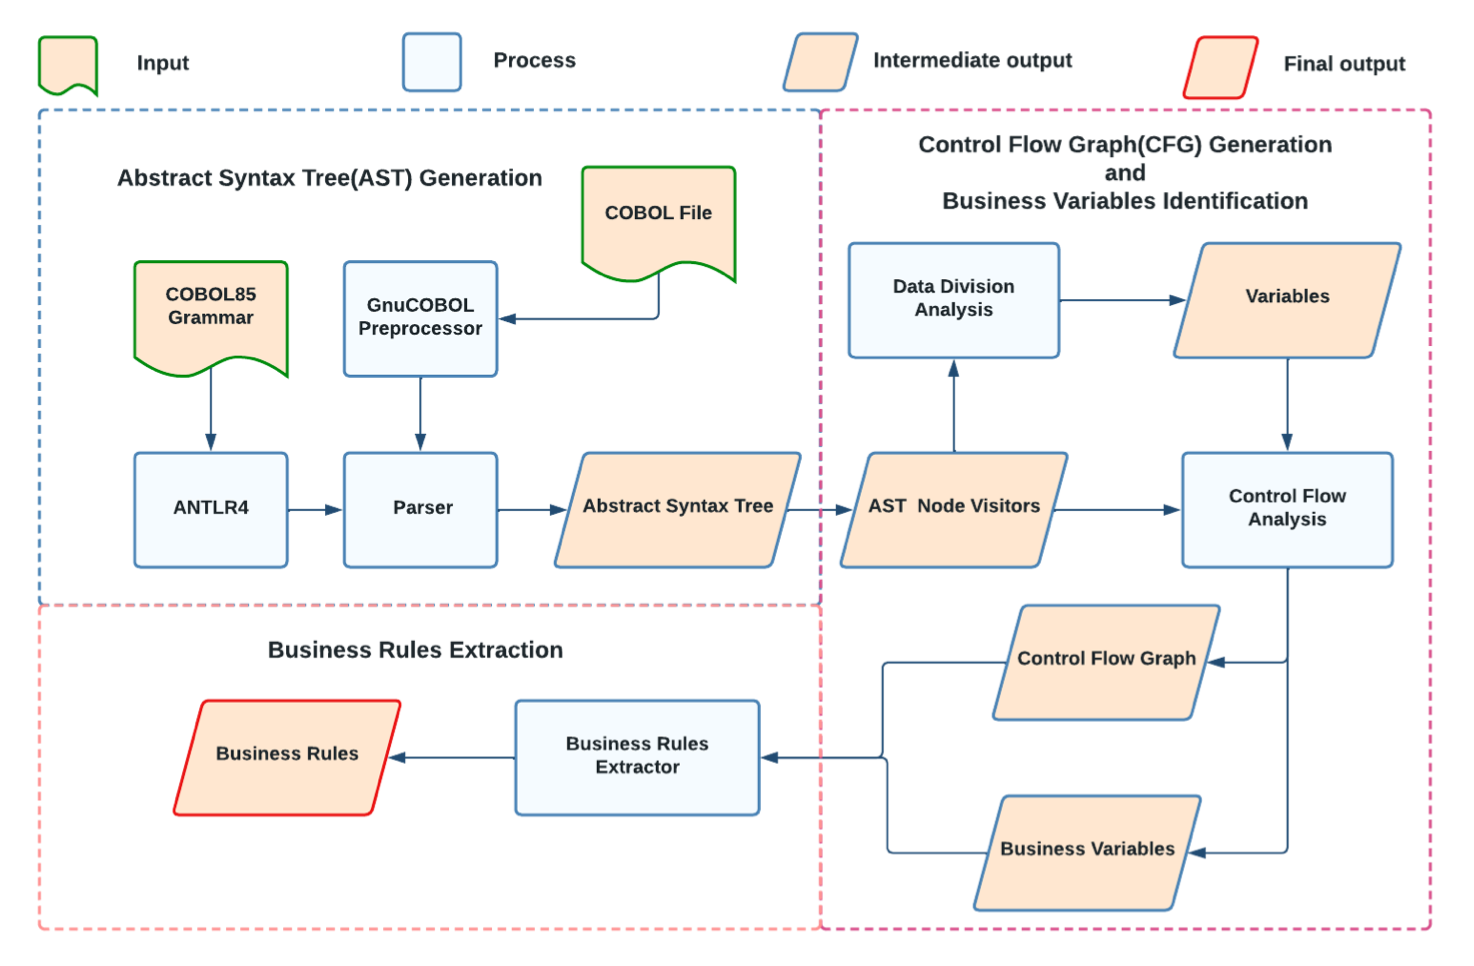 Input
Process
Intermediate output
Final output
Abstract Syntax Tree(AST) Generation
COBOL File
COBOL85
Grammar
GnuCOBOL
Preprocessor
ANTLR4
Parser
Abstract Syntax Tree
Control Flow Graph(CFG) Generation
and
Business Variables Identification
Data Division
Analysis
Variables
AST  Node Visitors
Control Flow
Analysis
Control Flow Graph
Business Variables
Business Rules Extraction
Business Rules
Business Rules
Extractor